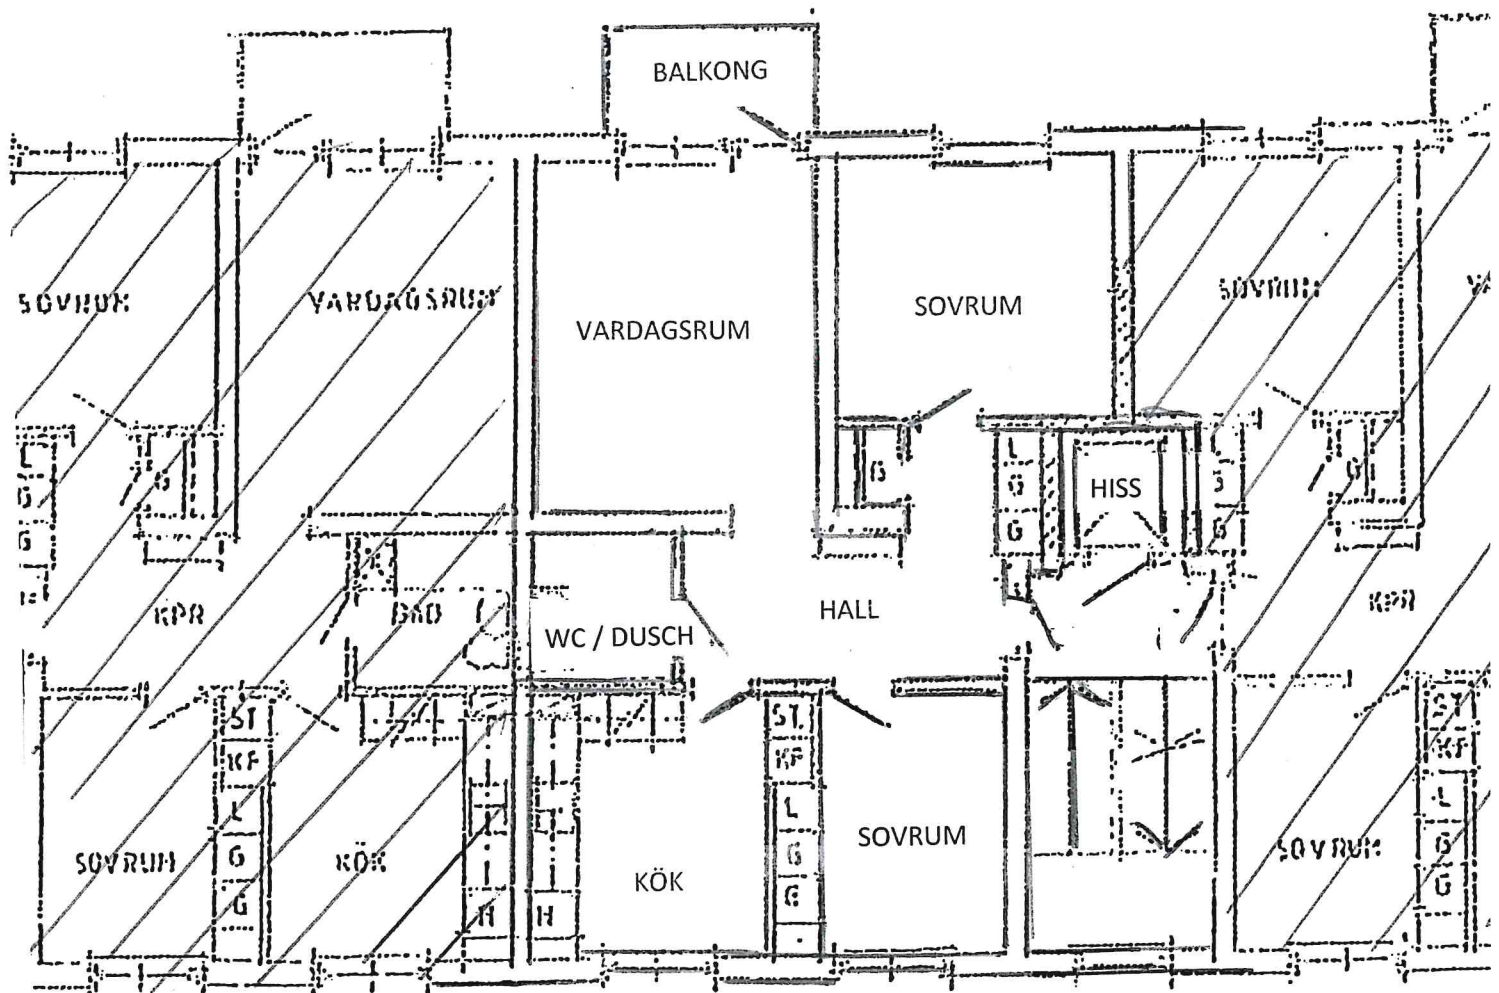 BALKONG
SOVRUM
VARDAGSRUM
VARDAGSRUM
SOVRUM
SOVRUM
L
G
G
G
G
L
G
G
HISS
G
G
KPR
BAD
WC / DUSCH
HALL
KPR
ST
KF
L
G
G
SOVRUM
KÖK
H
H
KÖK
ST.
KF
L
G
G
SOVRUM
SOVRUM
ST
KF
L
G
G